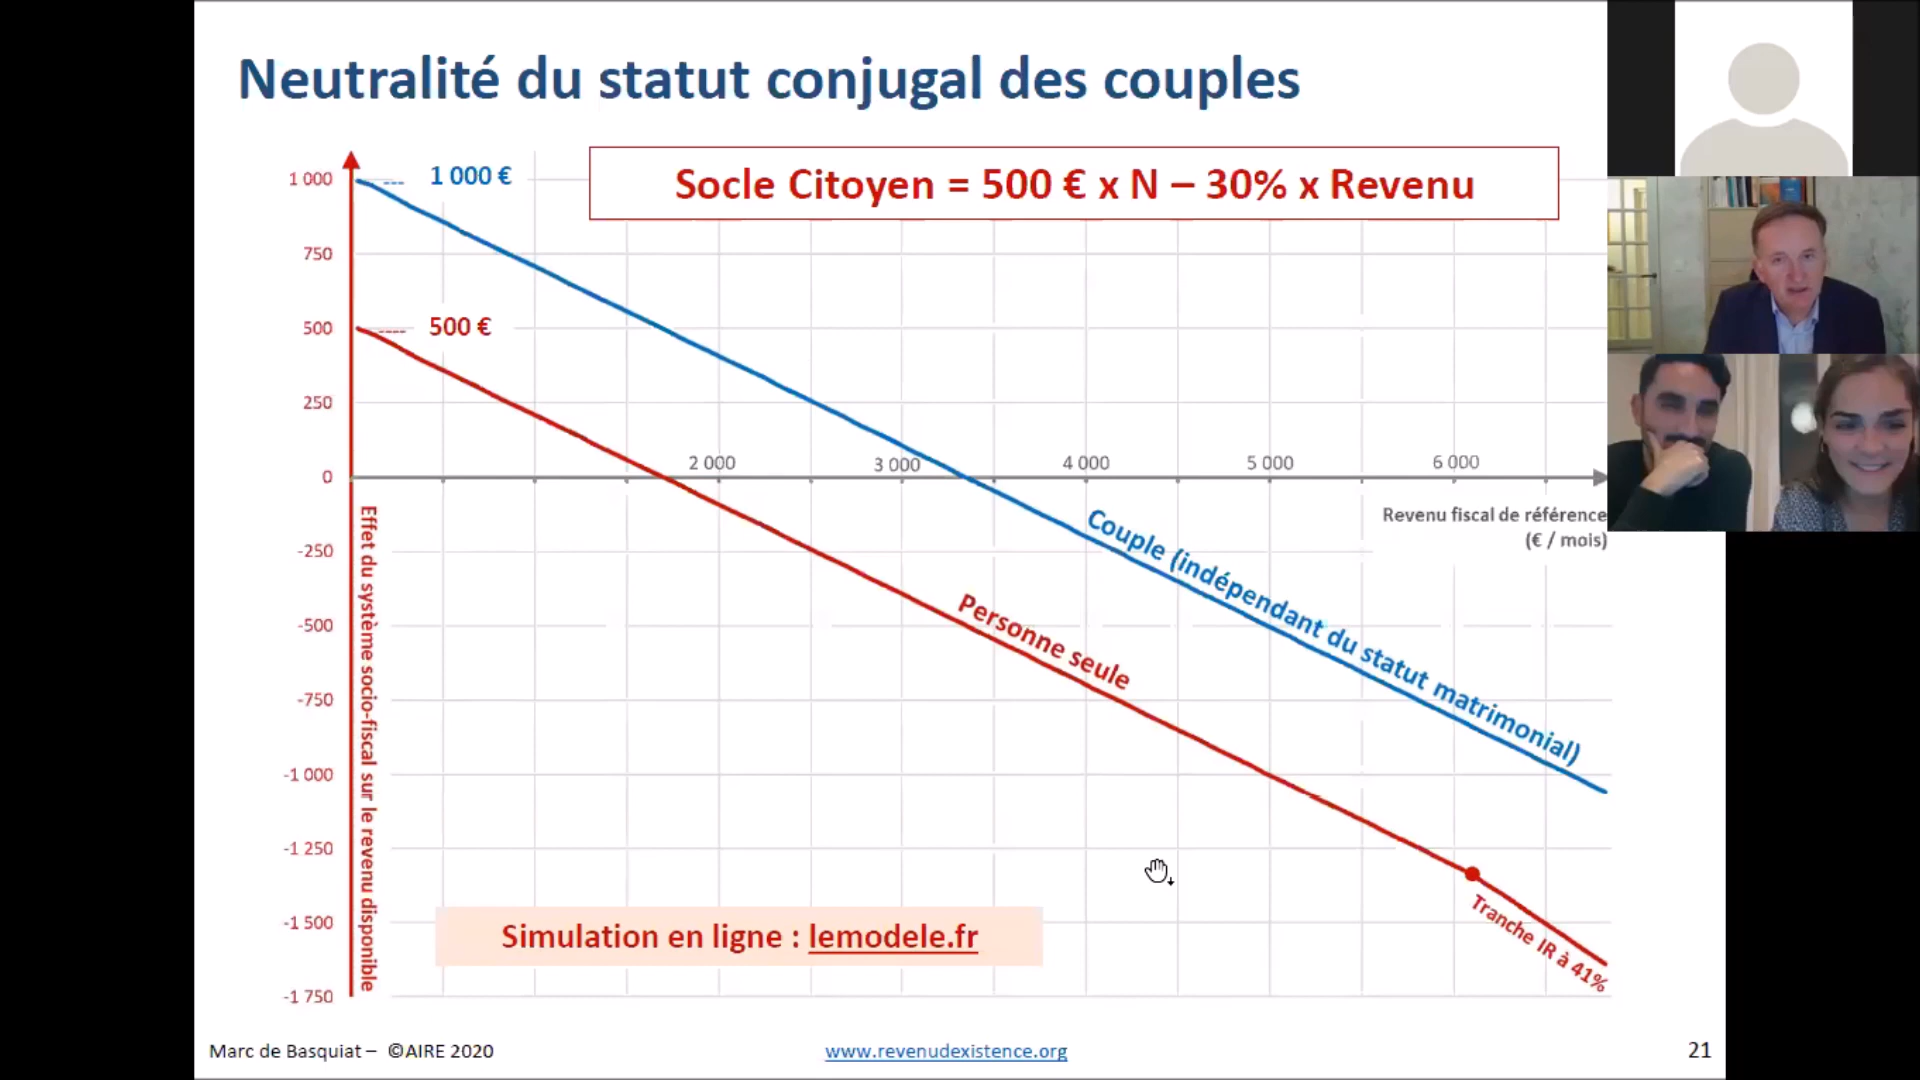 Neutralité du statut conjugal des couples
Socle Citoyen = 500 € x N – 30% x Revenu
1 000
750
500
250
0
-250
-500
-750
-1 000
-1 250
-1 500
-1 750
1 000 €
500 €
2 000
3 000
4 000
5 000
6 000
Revenu fiscal de référence
(€ / mois)
Effet du système socio-fiscal sur le revenu disponible
Couple (indépendant du statut matrimonial)
Personne seule
Tranche IR à 41%
Simulation en ligne : lemodele.fr
Marc de Basquiat – ©AIRE 2020
www.revenudexistence.org
21